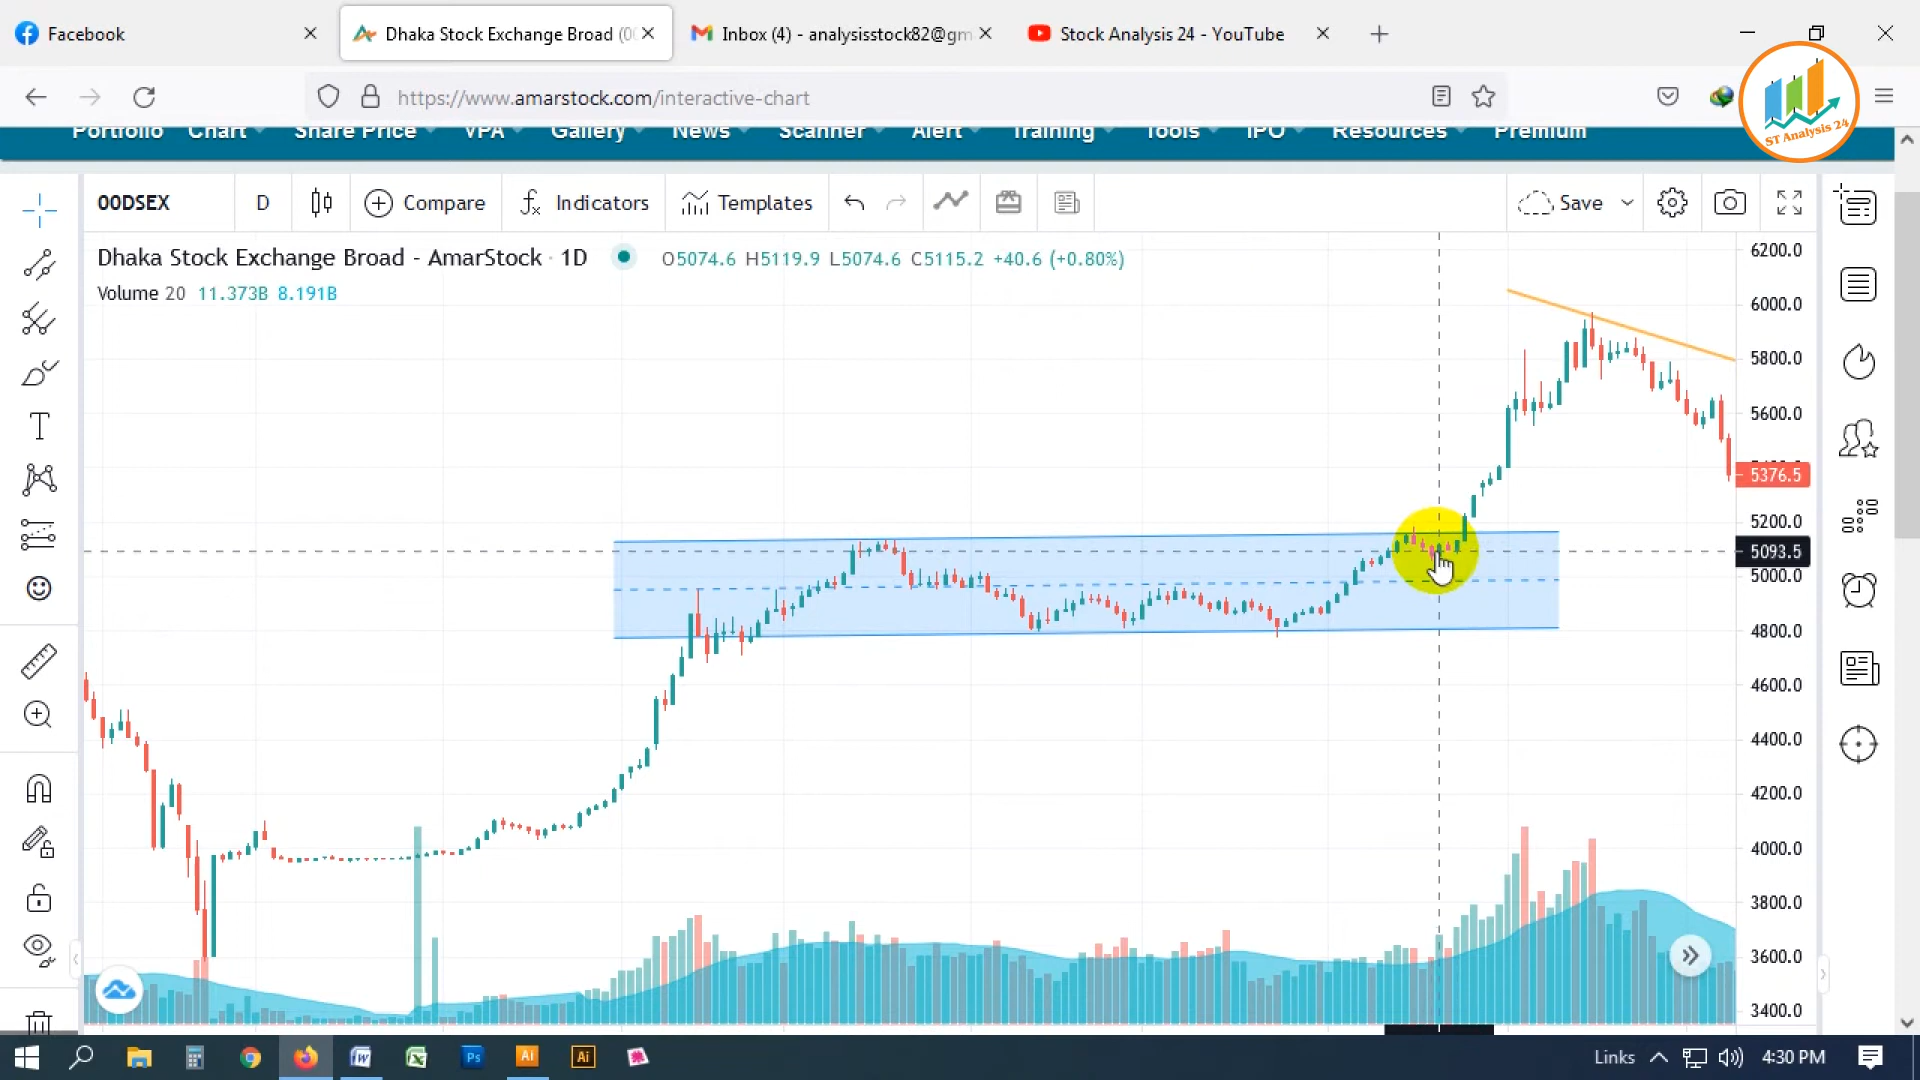 Facebook
Dhaka Stock Exchange Broad (00
Inbox (4) - analysisstock82@gm
Stock Analysis 24 - YouTube
https://www.amarstock.com/interactive-chart
ST Analysis 24
Portfolio Chart Share Price VPA Gallery News Scanner Alert Training Tools IPO Resources Premium
00DSEX D Compare Indicators Templates Save
Dhaka Stock Exchange Broad - AmarStock · 1D O5074.6 H5119.9 L5074.6 C5115.2 +40.6 (+0.80%)
Volume 20 11.373B 8.191B
6200.0
6000.0
5800.0
5600.0
5376.5
5200.0
5093.5
5000.0
4800.0
4600.0
4400.0
4200.0
4000.0
3800.0
3600.0
3400.0
Links 4:30 PM